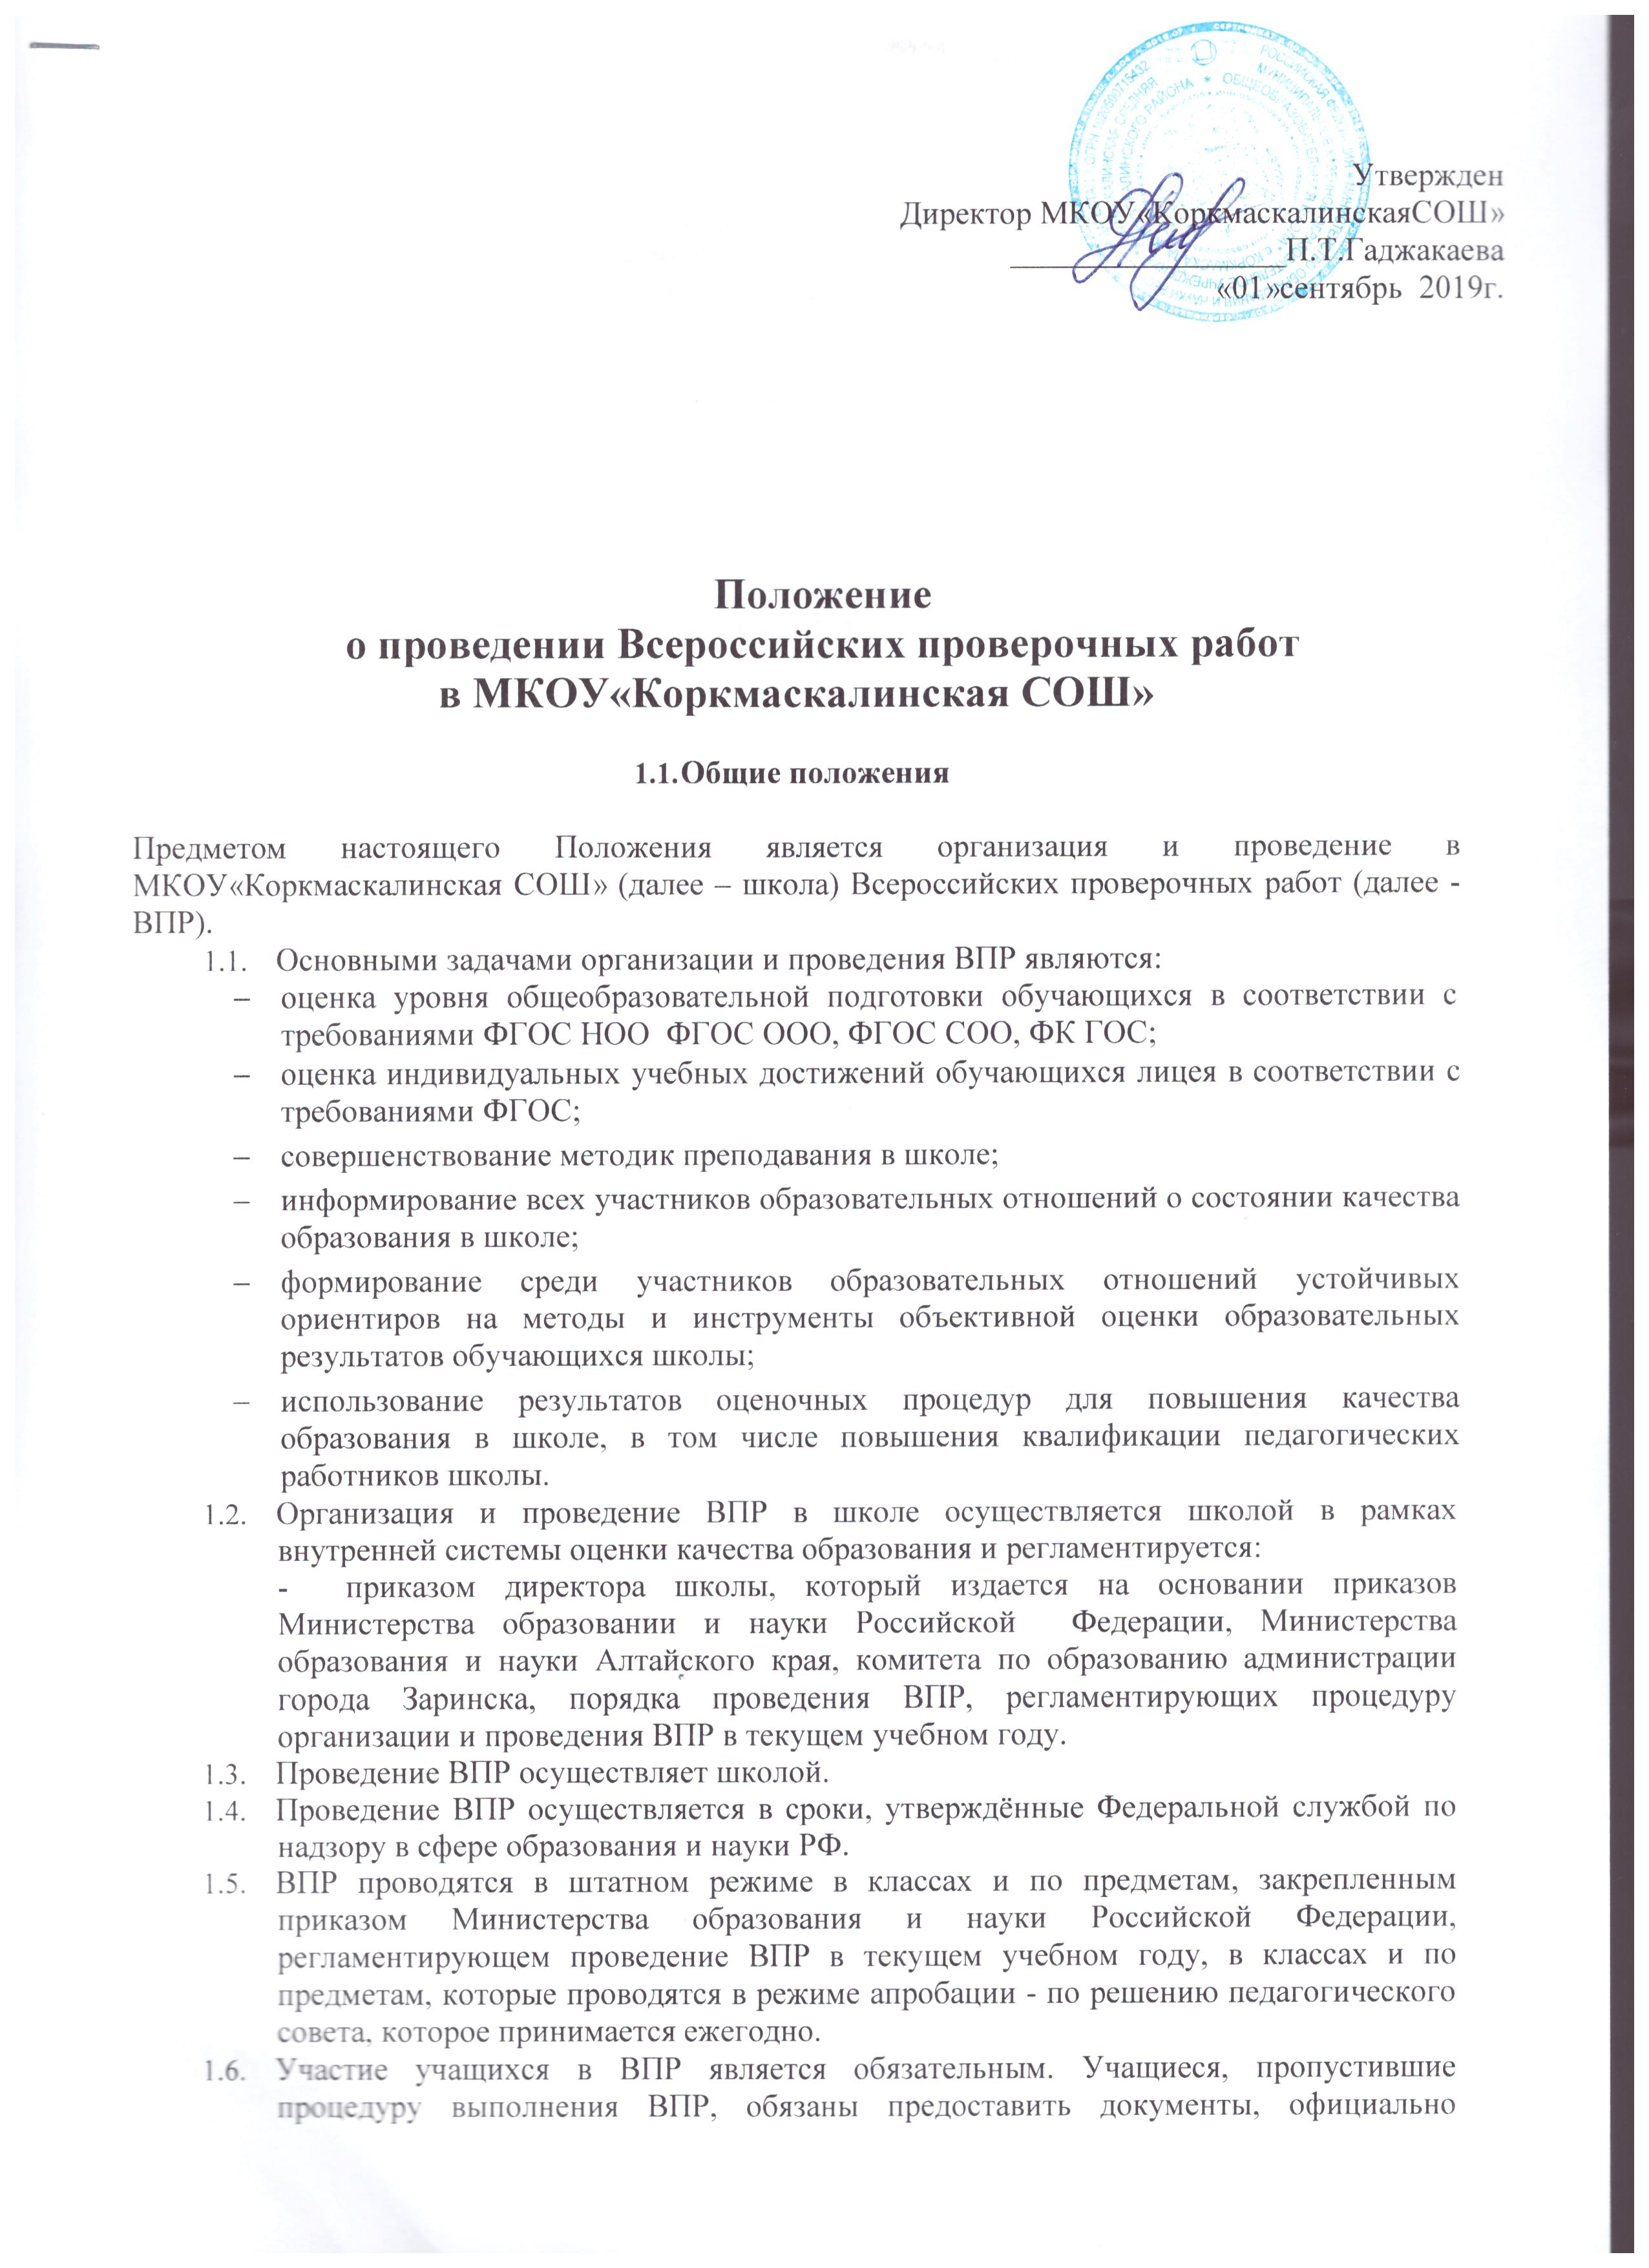 Утвержден
Директор МКОУ«КоркмаскалинскаяСОШ»
П.Т.Гаджакаева
«01»сентябрь 2019г.
Положение
о проведении Всероссийских проверочных работ
в МКОУ«Коркмаскалинская СОШ»
1.1.Общие положения
Предметом настоящего Положения является организация и проведение в
МКОУ«Коркмаскалинская СОШ» (далее – школа) Всероссийских проверочных работ (далее -
ВПР).
1.1. Основными задачами организации и проведения ВПР являются:
– оценка уровня общеобразовательной подготовки обучающихся в соответствии с
требованиями ФГОС НОО ФГОС ООО, ФГОС СОО, ФК ГОС;
– оценка индивидуальных учебных достижений обучающихся лицея в соответствии с
требованиями ФГОС;
– совершенствование методик преподавания в школе;
– информирование всех участников образовательных отношений о состоянии качества
образования в школе;
– формирование среди участников образовательных отношений устойчивых
ориентиров на методы и инструменты объективной оценки образовательных
результатов обучающихся школы;
– использование результатов оценочных процедур для повышения качества
образования в школе, в том числе повышения квалификации педагогических
работников школы.
1.2. Организация и проведение ВПР в школе осуществляется школой в рамках
внутренней системы оценки качества образования и регламентируется:
- приказом директора школы, который издается на основании приказов
Министерства образовании и науки Российской Федерации, Министерства
образования и науки Алтайского края, комитета по образованию администрации
города Заринска, порядка проведения ВПР, регламентирующих процедуру
организации и проведения ВПР в текущем учебном году.
1.3. Проведение ВПР осуществляет школой.
1.4. Проведение ВПР осуществляется в сроки, утверждённые Федеральной службой по
надзору в сфере образования и науки РФ.
1.5. ВПР проводятся в штатном режиме в классах и по предметам, закрепленным
приказом Министерства образования и науки Российской Федерации,
регламентирующем проведение ВПР в текущем учебном году, в классах и по
предметам, которые проводятся в режиме апробации - по решению педагогического
совета, которое принимается ежегодно.
1.6. Участие учащихся в ВПР является обязательным. Учащиеся, пропустившие
процедуру выполнения ВПР, обязаны предоставить документы, официально